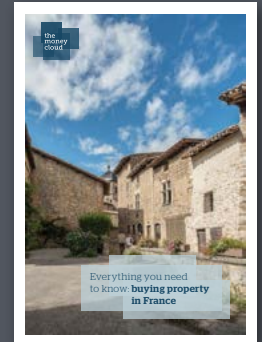 the
money
cloud
Everything you need
to know: buying property
in France